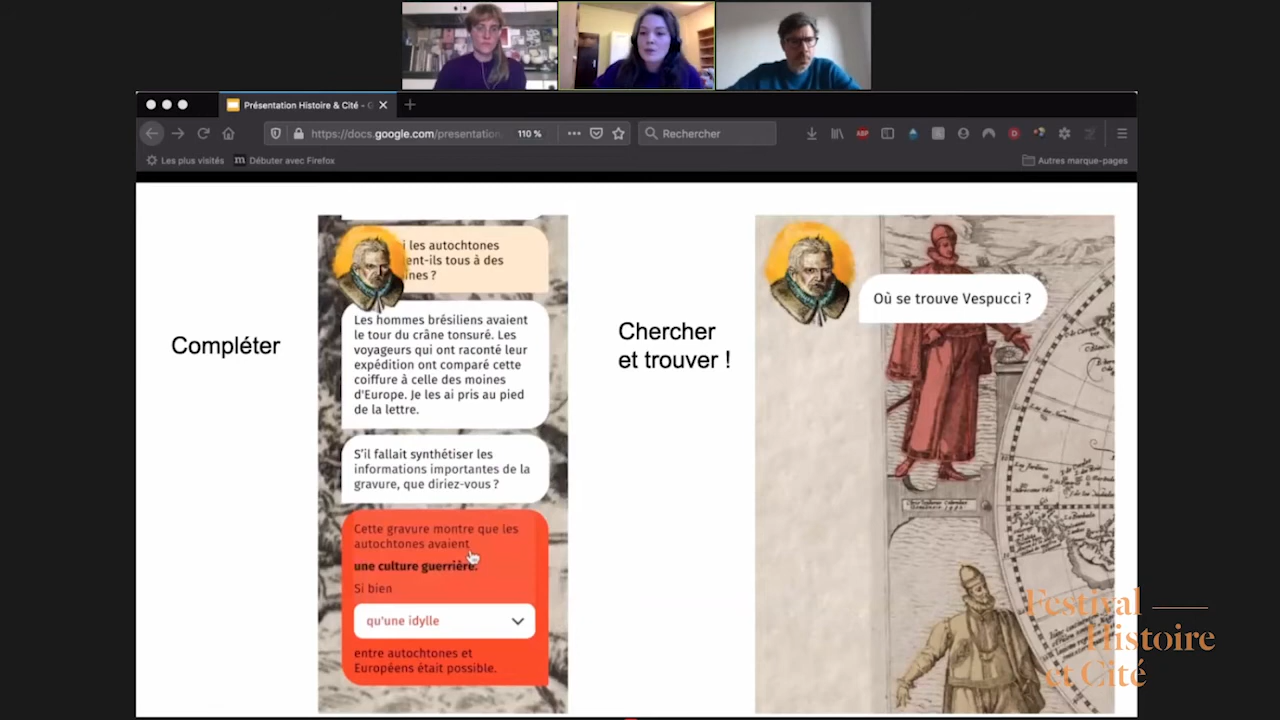 Présentation Histoire & Cité - G
https://docs.google.com/presentation
110 %
Rechercher
ABP
Les plus visités
m Débuter avec Firefox
Autres marque-pages
Compléter
i les autochtones
ent-ils tous à des
nes ?
Les hommes brésiliens avaient
le tour du crâne tonsuré. Les
voyageurs qui ont raconté leur
expédition ont comparé cette
coiffure à celle des moines
d'Europe. Je les ai pris au pied
de la lettre.
S'il fallait synthétiser les
informations importantes de la
gravure, que diriez-vous ?
Cette gravure montre que les
autochtones avaient
une culture guerrière.
Si bien
qu'une idylle
entre autochtones et
Européens était possible.
Chercher
et trouver !
Où se trouve Vespucci ?
Festival
Histoire
et Cité